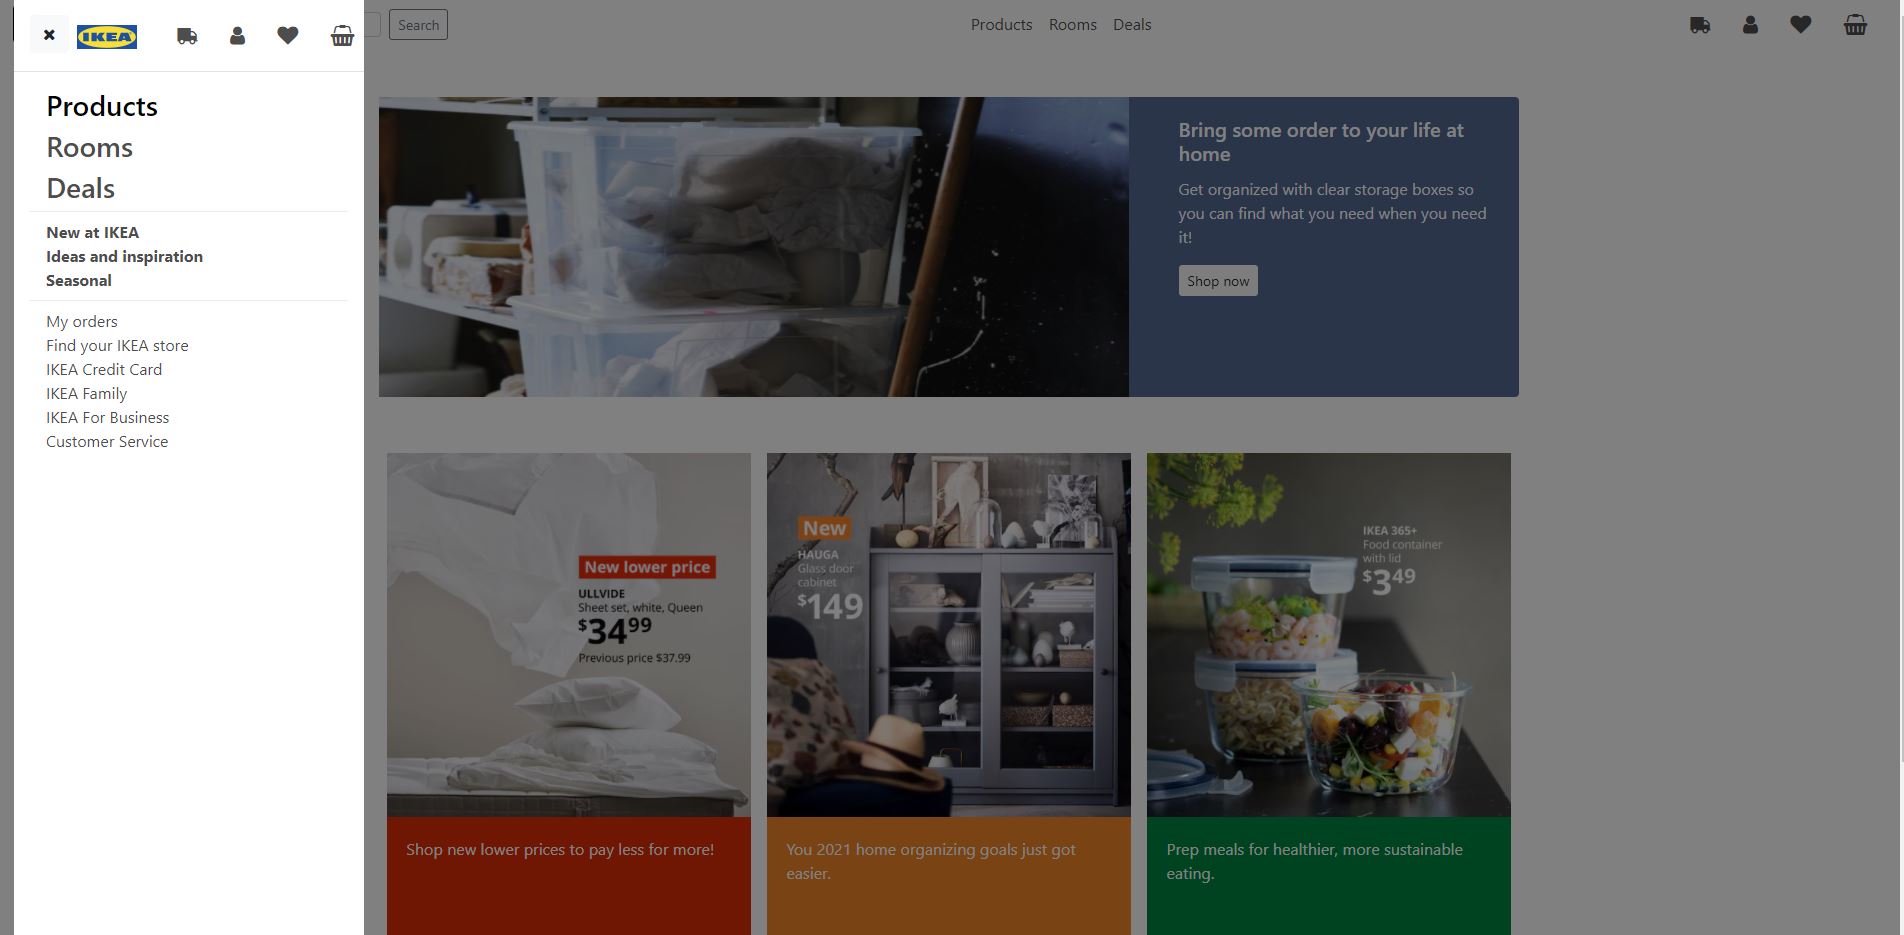 IKEA
Search
Products
Rooms
Deals
Products
Rooms
Deals
New at IKEA
Ideas and inspiration
Seasonal
My orders
Find your IKEA store
IKEA Credit Card
IKEA Family
IKEA For Business
Customer Service
Bring some order to your life at
home
Get organized with clear storage boxes so
you can find what you need when you need
it!
Shop now
New lower price
ULLVIDE
Sheet set, white, Queen
$34⁹⁹
Previous price $37.99
Shop new lower prices to pay less for more!
New
HAUGA
Glass door
cabinet
$149
You 2021 home organizing goals just got
easier.
IKEA 365+
Food container
with lid
$3⁴⁹
Prep meals for healthier, more sustainable
eating.